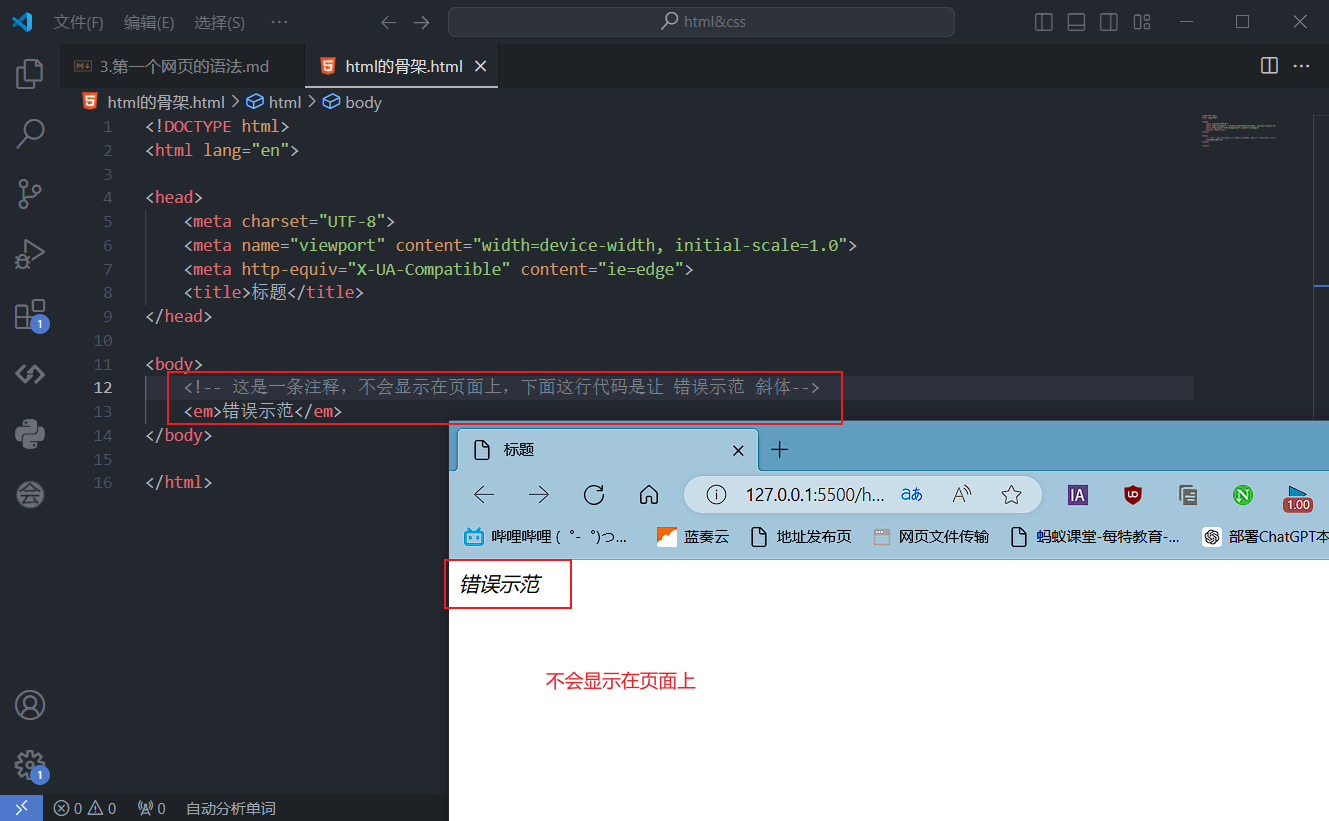 文件(F) 编辑(E) 选择(S) ··· html&css
3.第一个网页的语法.md html的骨架.html
html的骨架.html > html > body
1 <!DOCTYPE html>
2 <html lang="en">
3
4 <head>
5 <meta charset="UTF-8">
6 <meta name="viewport" content="width=device-width, initial-scale=1.0">
7 <meta http-equiv="X-UA-Compatible" content="ie=edge">
8 <title>标题</title>
9 </head>
10
11 <body>
12 <!-- 这是一条注释，不会显示在页面上，下面这行代码是让 错误示范 斜体-->
13 <em>错误示范</em>
14 </body>
15
16 </html>
标题
127.0.0.1:5500/h... aあ A IA UD N 1.00
哔哩哔哩 ( ゜- ゜)つ... 蓝奏云 地址发布页 网页文件传输 蚂蚁课堂-每特教育-... 部署ChatGPT本
错误示范
不会显示在页面上
1
1
0 0 0 自动分析单词